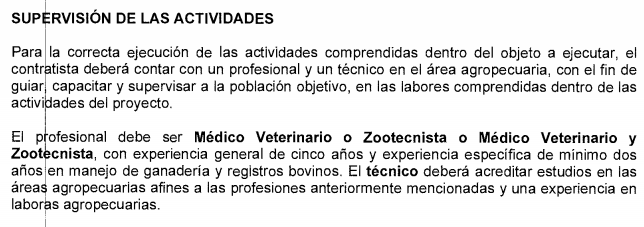 SUPERVISIÓN DE LAS ACTIVIDADES
Para la correcta ejecución de las actividades comprendidas dentro del objeto a ejecutar, el
contratista deberá contar con un profesional y un técnico en el área agropecuaria, con el fin de
guiar, capacitar y supervisar a la población objetivo, en las labores comprendidas dentro de las
actividades del proyecto.
El profesional debe ser Médico Veterinario o Zootecnista o Médico Veterinario y
Zootecnista, con experiencia general de cinco años y experiencia específica de mínimo dos
años en manejo de ganadería y registros bovinos. El técnico deberá acreditar estudios en las
áreas agropecuarias afines a las profesiones anteriormente mencionadas y una experiencia en
laboras agropecuarias.